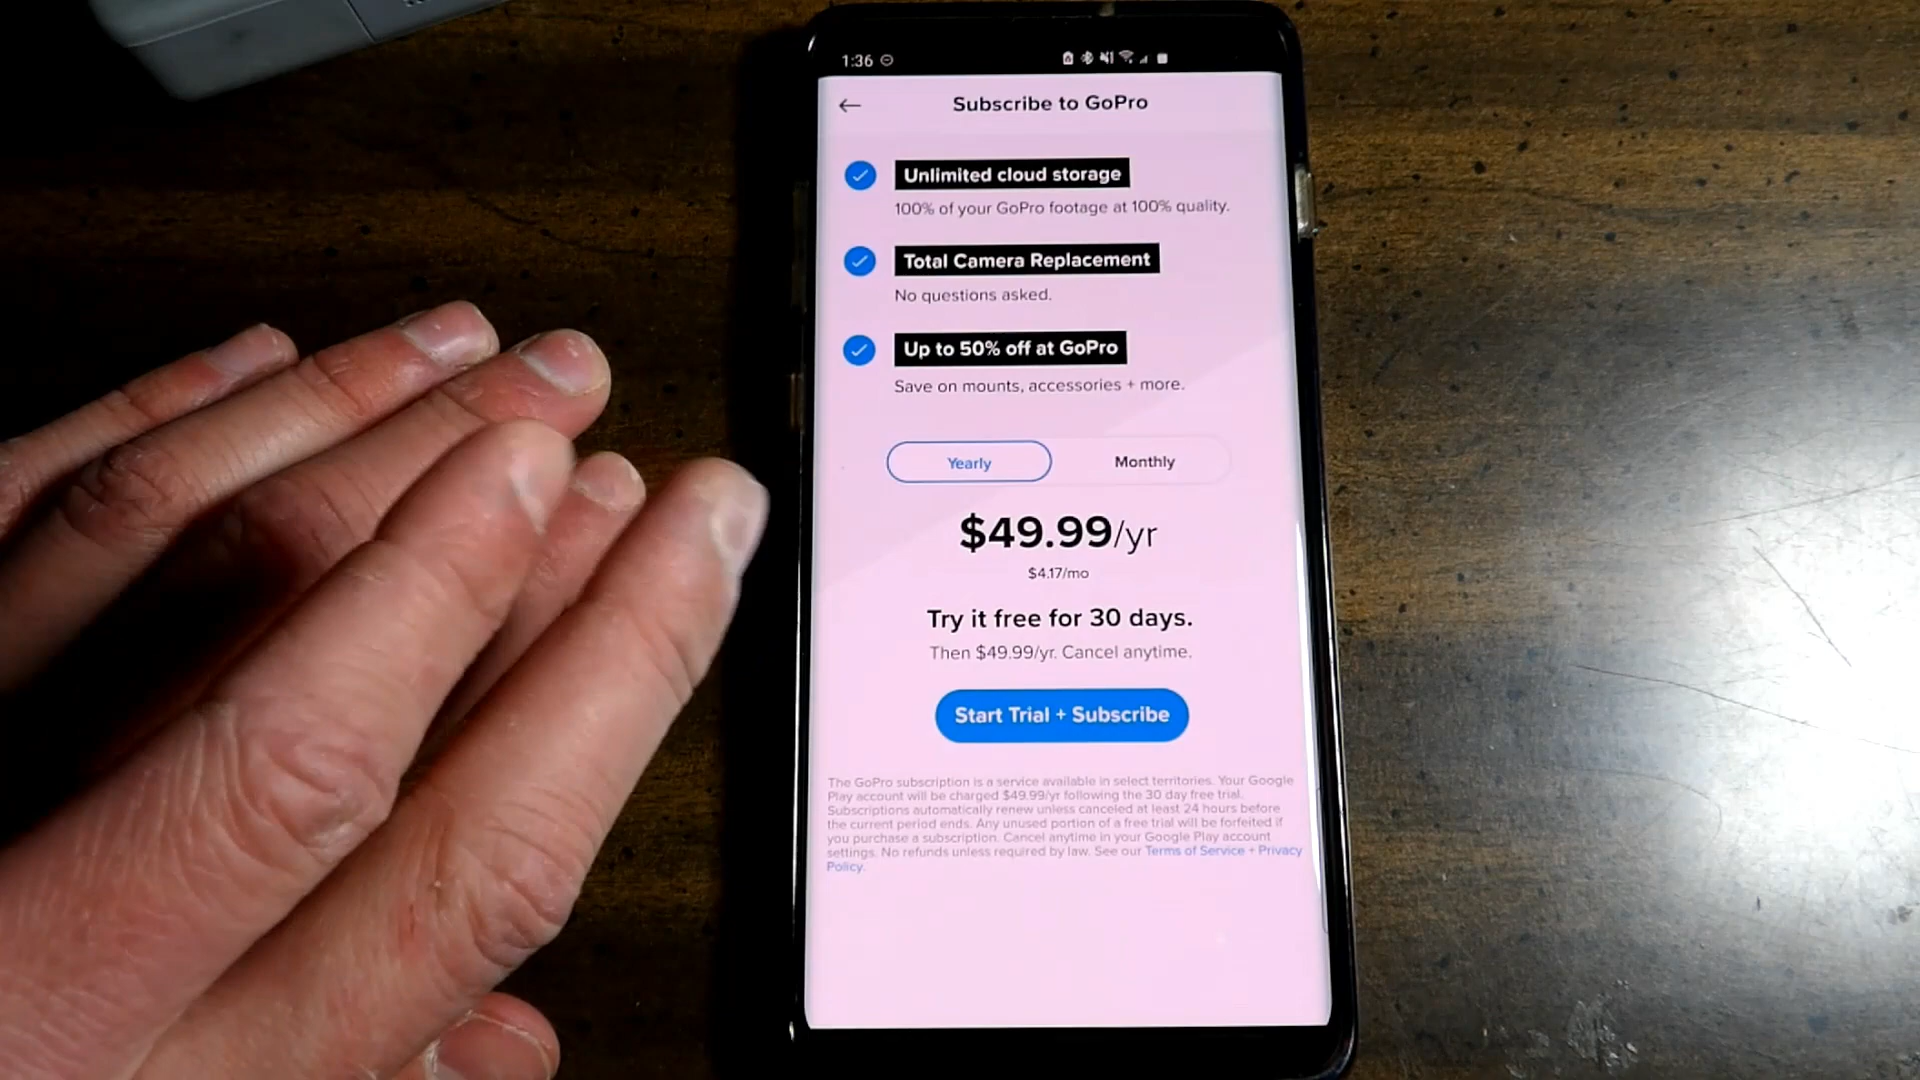 1:36
Subscribe to GoPro
Unlimited cloud storage
100% of your GoPro footage at 100% quality.
Total Camera Replacement
No questions asked.
Up to 50% off at GoPro
Save on mounts, accessories + more.
Yearly Monthly
$49.99/yr
$4.17/mo
Try it free for 30 days.
Then $49.99/yr. Cancel anytime.
Start Trial + Subscribe
The GoPro subscription is a service available in select territories. Your Google
Play account will be charged $49.99/yr following the 30 day free trial.
Subscriptions automatically renew unless canceled at least 24 hours before
the current period ends. Any unused portion of a free trial will be forfeited if
you purchase a subscription. Cancel anytime in your Google Play account
settings. No refunds unless required by law. See our Terms of Service + Privacy
Policy.